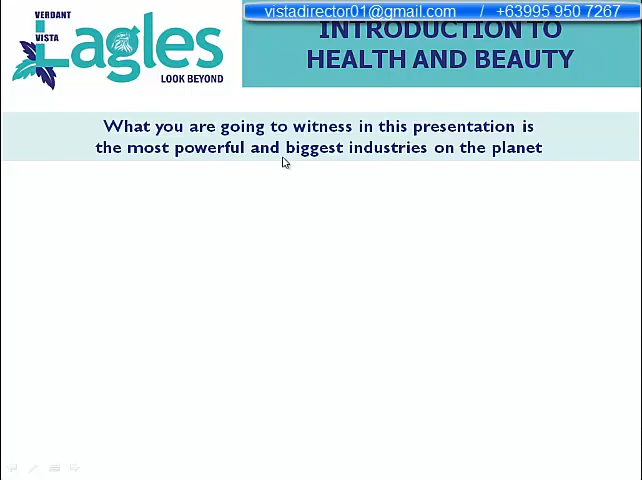 VERDANT
VISTA
Eagles
LOOK BEYOND
vistadirector01@gmail.com / +63995 950 7267
INTRODUCTION TO
HEALTH AND BEAUTY
What you are going to witness in this presentation is
the most powerful and biggest industries on the planet